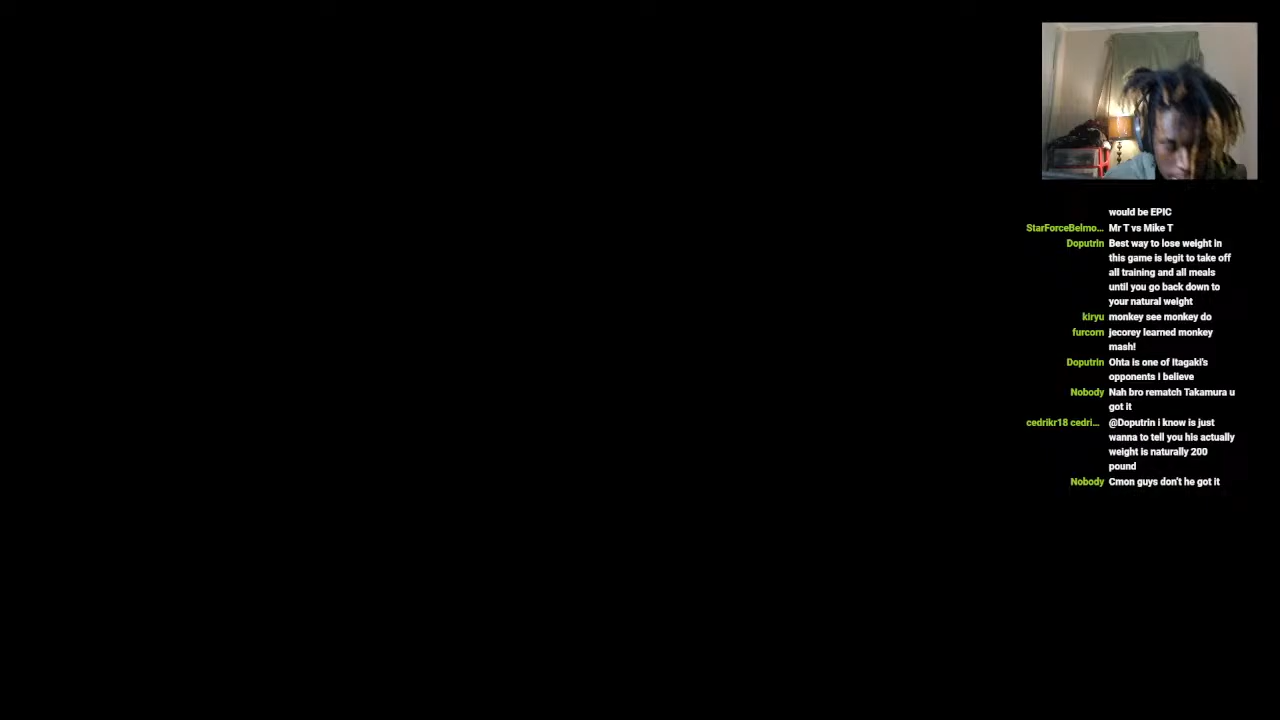 would be EPIC
StarForceBelmo... Mr T vs Mike T
Doputrin Best way to lose weight in
this game is legit to take off
all training and all meals
until you go back down to
your natural weight
kiryu monkey see monkey do
furcorn jecorey learned monkey
mash!
Doputrin Ohta is one of Itagaki's
opponents I believe
Nobody Nah bro rematch Takamura u
got it
cedrikr18 cedri... @Doputrin i know is just
wanna to tell you his actually
weight is naturally 200
pound
Nobody Cmon guys don't he got it